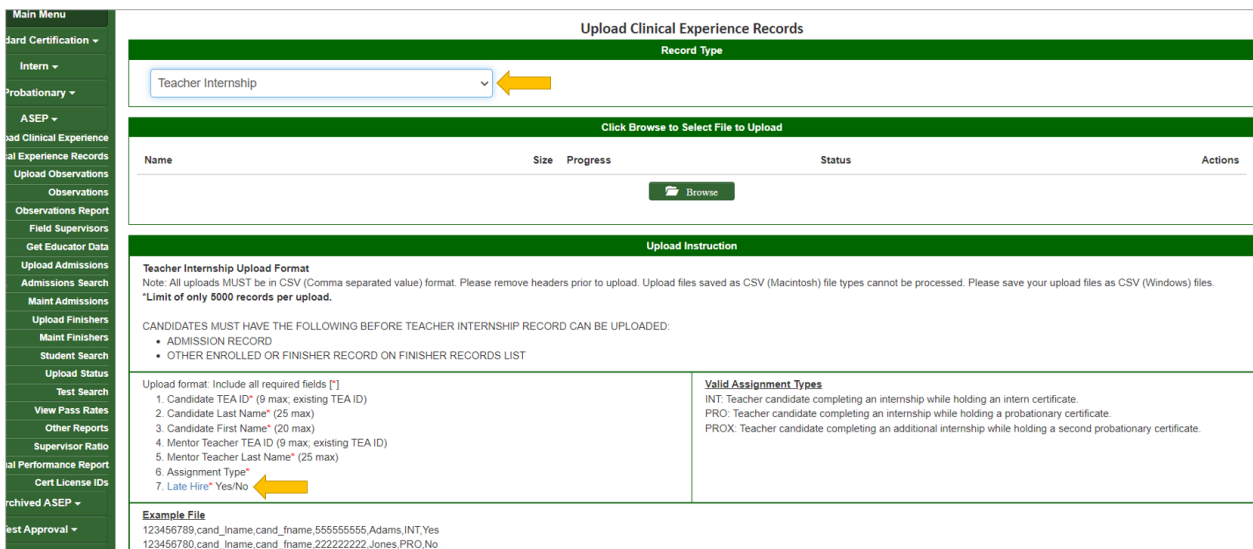 Main Menu
Upload Clinical Experience Records
dard Certification
Record Type
Intern
Teacher Internship
Probationary
ASEP
Click Browse to Select File to Upload
oad Clinical Experience
cal Experience Records
Name Size Progress Status Actions
Upload Observations
Observations
Browse
Observations Report
Field Supervisors
Get Educator Data
Upload Instruction
Upload Admissions
Teacher Internship Upload Format
Admissions Search
Note: All uploads MUST be in CSV (Comma separated value) format. Please remove headers prior to upload. Upload files saved as CSV (Macintosh) file types cannot be processed. Please save your upload files as CSV (Windows) files.
Maint Admissions
*Limit of only 5000 records per upload.
Upload Finishers
CANDIDATES MUST HAVE THE FOLLOWING BEFORE TEACHER INTERNSHIP RECORD CAN BE UPLOADED:
Maint Finishers
• ADMISSION RECORD
Student Search
• OTHER ENROLLED OR FINISHER RECORD ON FINISHER RECORDS LIST
Upload Status
Test Search
View Pass Rates
Other Reports
Supervisor Ratio
al Performance Report
Cert License IDs
rchived ASEP
est Approval
Upload format: Include all required fields [*]
1. Candidate TEA ID* (9 max; existing TEA ID)
2. Candidate Last Name* (25 max)
3. Candidate First Name* (20 max)
4. Mentor Teacher TEA ID (9 max; existing TEA ID)
5. Mentor Teacher Last Name* (25 max)
6. Assignment Type*
7. Late Hire* Yes/No
Valid Assignment Types
INT: Teacher candidate completing an internship while holding an intern certificate.
PRO: Teacher candidate completing an internship while holding a probationary certificate.
PROX: Teacher candidate completing an additional internship while holding a second probationary certificate.
Example File
123456789,cand_lname,cand_fname,555555555,Adams,INT,Yes
123456780,cand_lname,cand_fname,222222222,Jones,PRO,No